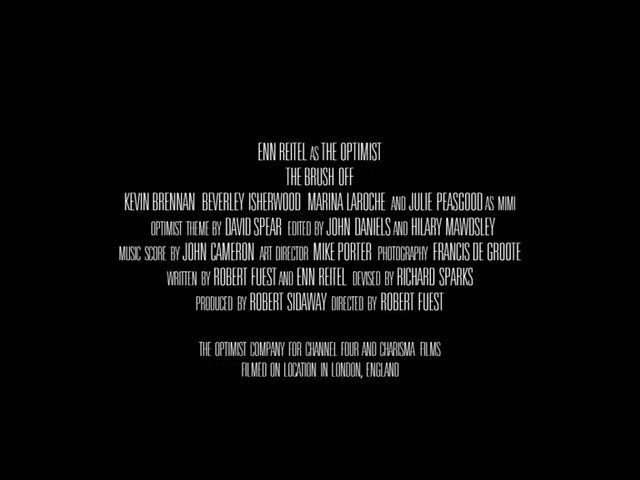 ENN REITEL AS THE OPTIMIST
THE BRUSH OFF
KEVIN BRENNAN BEVERLEY ISHERWOOD MARINA LAROCHE AND JULIE PEASGOOD AS MIMI
OPTIMIST THEME BY DAVID SPEAR EDITED BY JOHN DANIELS AND HILARY MAWDSLEY
MUSIC SCORE BY JOHN CAMERON ART DIRECTOR MIKE PORTER PHOTOGRAPHY FRANCIS DE GROOTE
WRITTEN BY ROBERT FUEST AND ENN REITEL DEVISED BY RICHARD SPARKS
PRODUCED BY ROBERT SIDAWAY DIRECTED BY ROBERT FUEST
THE OPTIMIST COMPANY FOR CHANNEL FOUR AND CHARISMA FILMS
FILMED ON LOCATION IN LONDON, ENGLAND